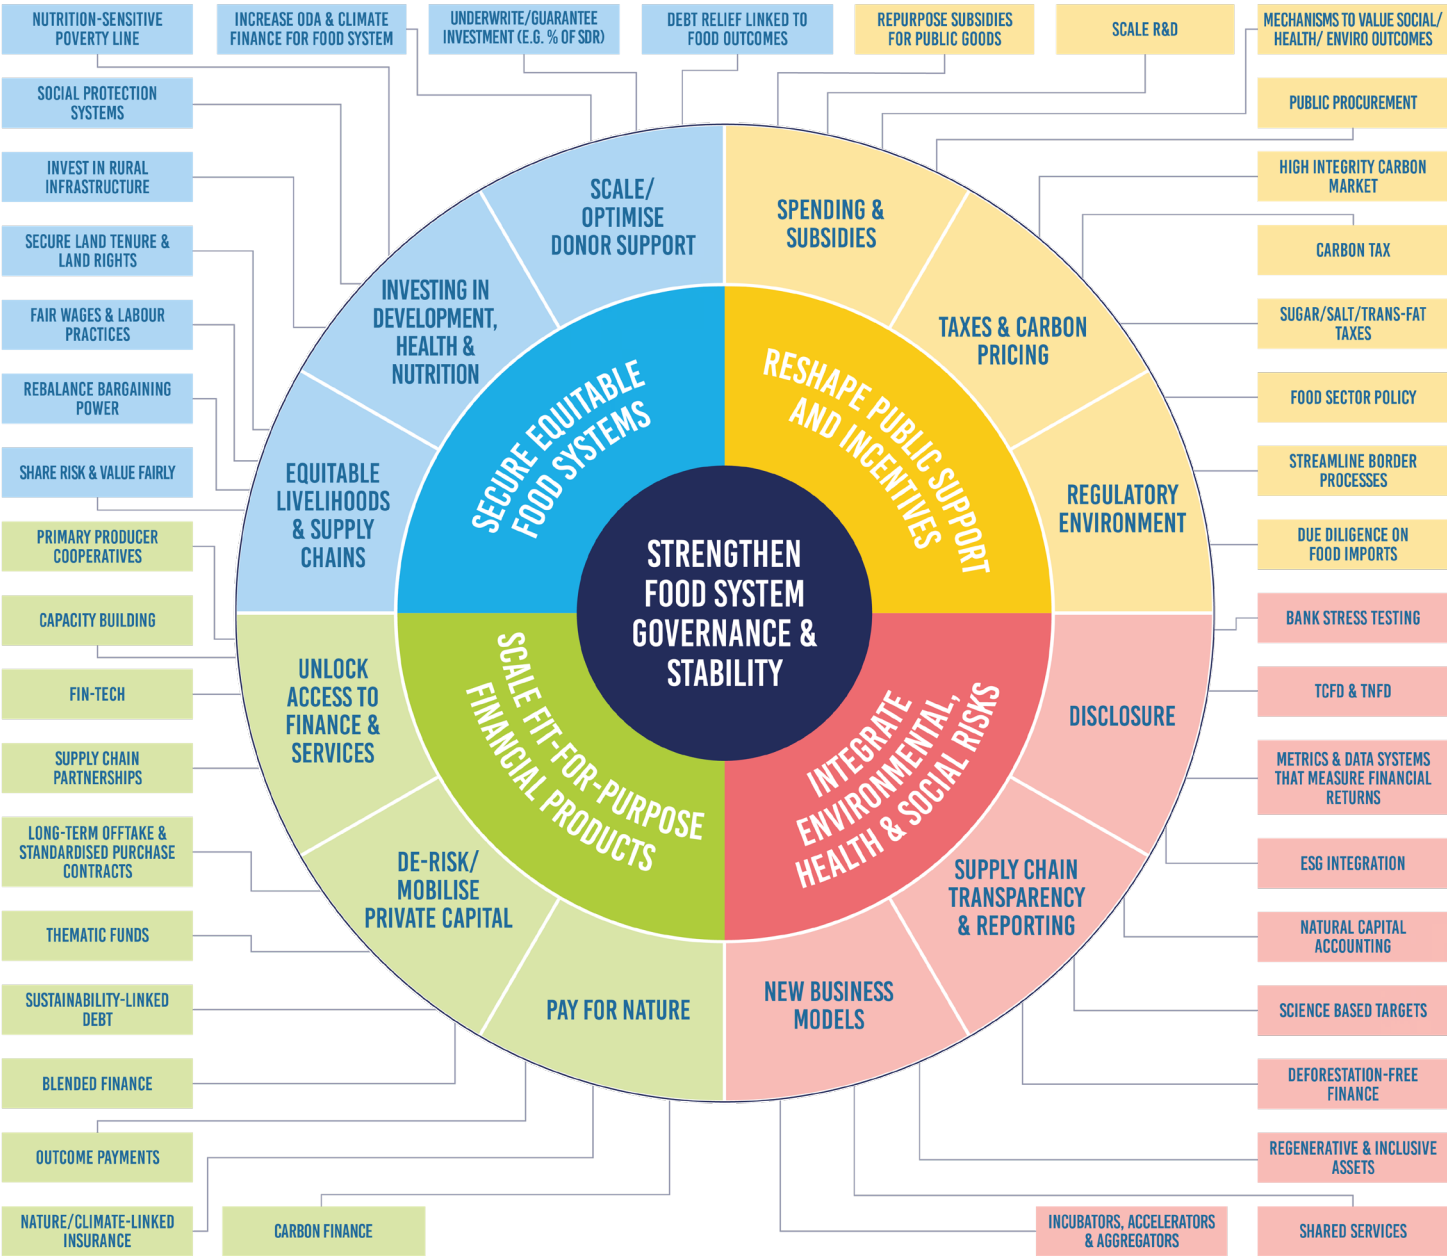 NUTRITION-SENSITIVE
POVERTY LINE
INCREASE ODA & CLIMATE
FINANCE FOR FOOD SYSTEM
UNDERWRITE/GUARANTEE
INVESTMENT (E.G. % OF SDR)
DEBT RELIEF LINKED TO
FOOD OUTCOMES
REPURPOSE SUBSIDIES
FOR PUBLIC GOODS
SCALE R&D
MECHANISMS TO VALUE SOCIAL/
HEALTH/ ENVIRO OUTCOMES
SOCIAL PROTECTION
SYSTEMS
INVEST IN RURAL
INFRASTRUCTURE
SECURE LAND TENURE &
LAND RIGHTS
FAIR WAGES & LABOUR
PRACTICES
REBALANCE BARGAINING
POWER
SHARE RISK & VALUE FAIRLY
PRIMARY PRODUCER
COOPERATIVES
CAPACITY BUILDING
FIN-TECH
SUPPLY CHAIN
PARTNERSHIPS
LONG-TERM OFFTAKE &
STANDARDISED PURCHASE
CONTRACTS
THEMATIC FUNDS
SUSTAINABILITY-LINKED
DEBT
BLENDED FINANCE
OUTCOME PAYMENTS
NATURE/CLIMATE-LINKED
INSURANCE
CARBON FINANCE
SCALE/
OPTIMISE
DONOR SUPPORT
INVESTING IN
DEVELOPMENT,
HEALTH &
NUTRITION
EQUITABLE
LIVELIHOODS
& SUPPLY
CHAINS
UNLOCK
ACCESS TO
FINANCE &
SERVICES
DE-RISK/
MOBILISE
PRIVATE CAPITAL
PAY FOR NATURE
SPENDING &
SUBSIDIES
TAXES & CARBON
PRICING
REGULATORY
ENVIRONMENT
DISCLOSURE
SUPPLY CHAIN
TRANSPARENCY
& REPORTING
NEW BUSINESS
MODELS
SECURE EQUITABLE
FOOD SYSTEMS
RESHAPE PUBLIC SUPPORT
AND INCENTIVES
SCALE FIT-FOR-PURPOSE
FINANCIAL PRODUCTS
INTEGRATE
ENVIRONMENTAL,
HEALTH & SOCIAL RISKS
STRENGTHEN
FOOD SYSTEM
GOVERNANCE &
STABILITY
PUBLIC PROCUREMENT
HIGH INTEGRITY CARBON
MARKET
CARBON TAX
SUGAR/SALT/TRANS-FAT
TAXES
FOOD SECTOR POLICY
STREAMLINE BORDER
PROCESSES
DUE DILIGENCE ON
FOOD IMPORTS
BANK STRESS TESTING
TCFD & TNFD
METRICS & DATA SYSTEMS
THAT MEASURE FINANCIAL
RETURNS
ESG INTEGRATION
NATURAL CAPITAL
ACCOUNTING
SCIENCE BASED TARGETS
DEFORESTATION-FREE
FINANCE
REGENERATIVE & INCLUSIVE
ASSETS
INCUBATORS, ACCELERATORS
& AGGREGATORS
SHARED SERVICES